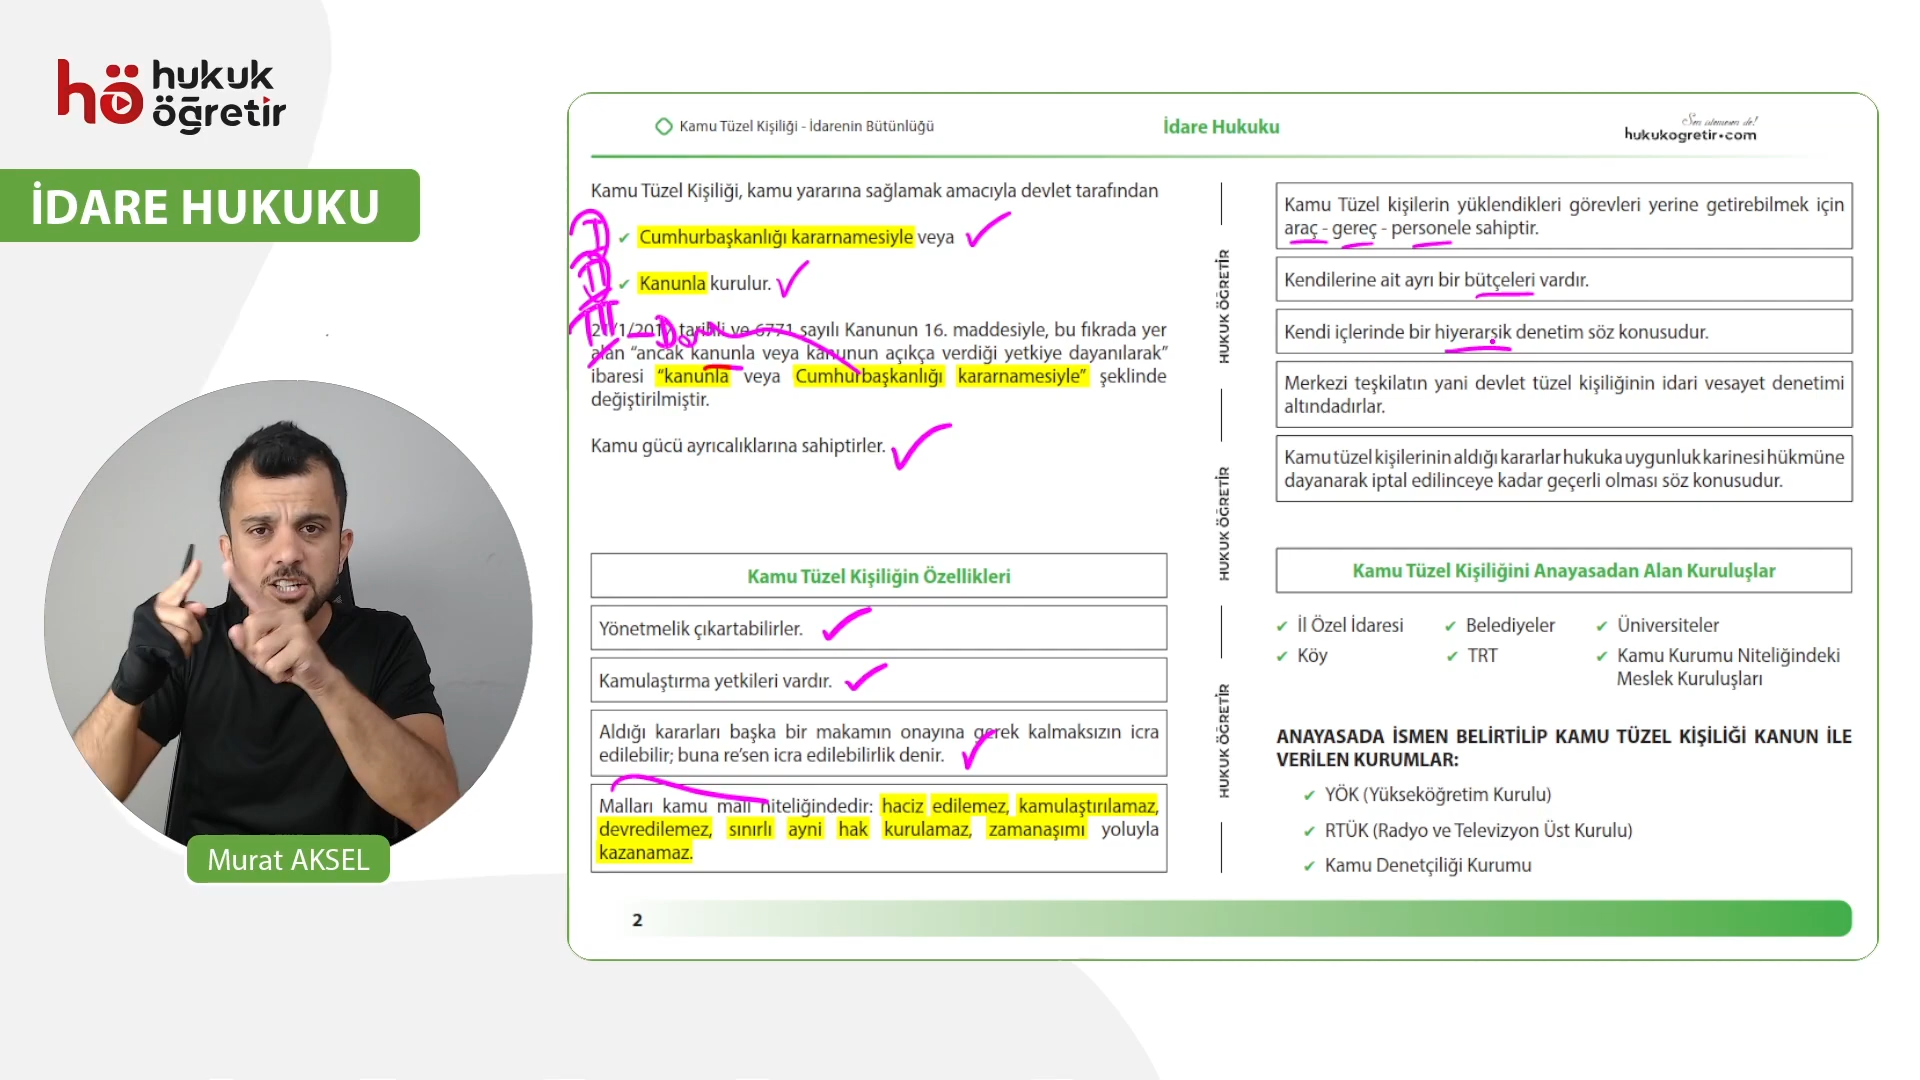 hö hukuk
öğretir
İDARE HUKUKU
Murat AKSEL
Kamu Tüzel Kişiliği - İdarenin Bütünlüğü
İdare Hukuku
hukukogretir•com
Kamu Tüzel Kişiliği, kamu yararına sağlamak amacıyla devlet tarafından
I
✓ Cumhurbaşkanlığı kararnamesiyle veya
II
✓ Kanunla kurulur.
III
tarihli ve 6771 sayılı Kanunun 16. maddesiyle, bu fıkrada yer
alan “ancak kanunla veya kanunun açıkça verdiği yetkiye dayanılarak”
ibaresi “kanunla veya Cumhurbaşkanlığı kararnamesiyle” şeklinde
değiştirilmiştir.
Kamu gücü ayrıcalıklarına sahiptirler.
Kamu Tüzel Kişiliğin Özellikleri
Yönetmelik çıkartabilirler.
Kamulaştırma yetkileri vardır.
Aldığı kararları başka bir makamın onayına gerek kalmaksızın icra
edilebilir; buna re’sen icra edilebilirlik denir.
Malları kamu malı niteliğindedir: haciz edilemez, kamulaştırılamaz,
devredilemez, sınırlı ayni hak kurulamaz, zamanaşımı yoluyla
kazanamaz.
2
HUKUK ÖĞRETİR
HUKUK ÖĞRETİR
HUKUK ÖĞRETİR
Kamu Tüzel kişilerin yüklendikleri görevleri yerine getirebilmek için
araç - gereç - personele sahiptir.
Kendilerine ait ayrı bir bütçeleri vardır.
Kendi içlerinde bir hiyerarşik denetim söz konusudur.
Merkezi teşkilatın yani devlet tüzel kişiliğinin idari vesayet denetimi
altındadırlar.
Kamu tüzel kişilerinin aldığı kararlar hukuka uygunluk karinesi hükmüne
dayanarak iptal edilinceye kadar geçerli olması söz konusudur.
Kamu Tüzel Kişiliğini Anayasadan Alan Kuruluşlar
✓ İl Özel İdaresi ✓ Belediyeler ✓ Üniversiteler
✓ Köy ✓ TRT ✓ Kamu Kurumu Niteliğindeki
Meslek Kuruluşları
ANAYASADA İSMEN BELİRTİLİP KAMU TÜZEL KİŞİLİĞİ KANUN İLE
VERİLEN KURUMLAR:
✓ YÖK (Yükseköğretim Kurulu)
✓ RTÜK (Radyo ve Televizyon Üst Kurulu)
✓ Kamu Denetçiliği Kurumu